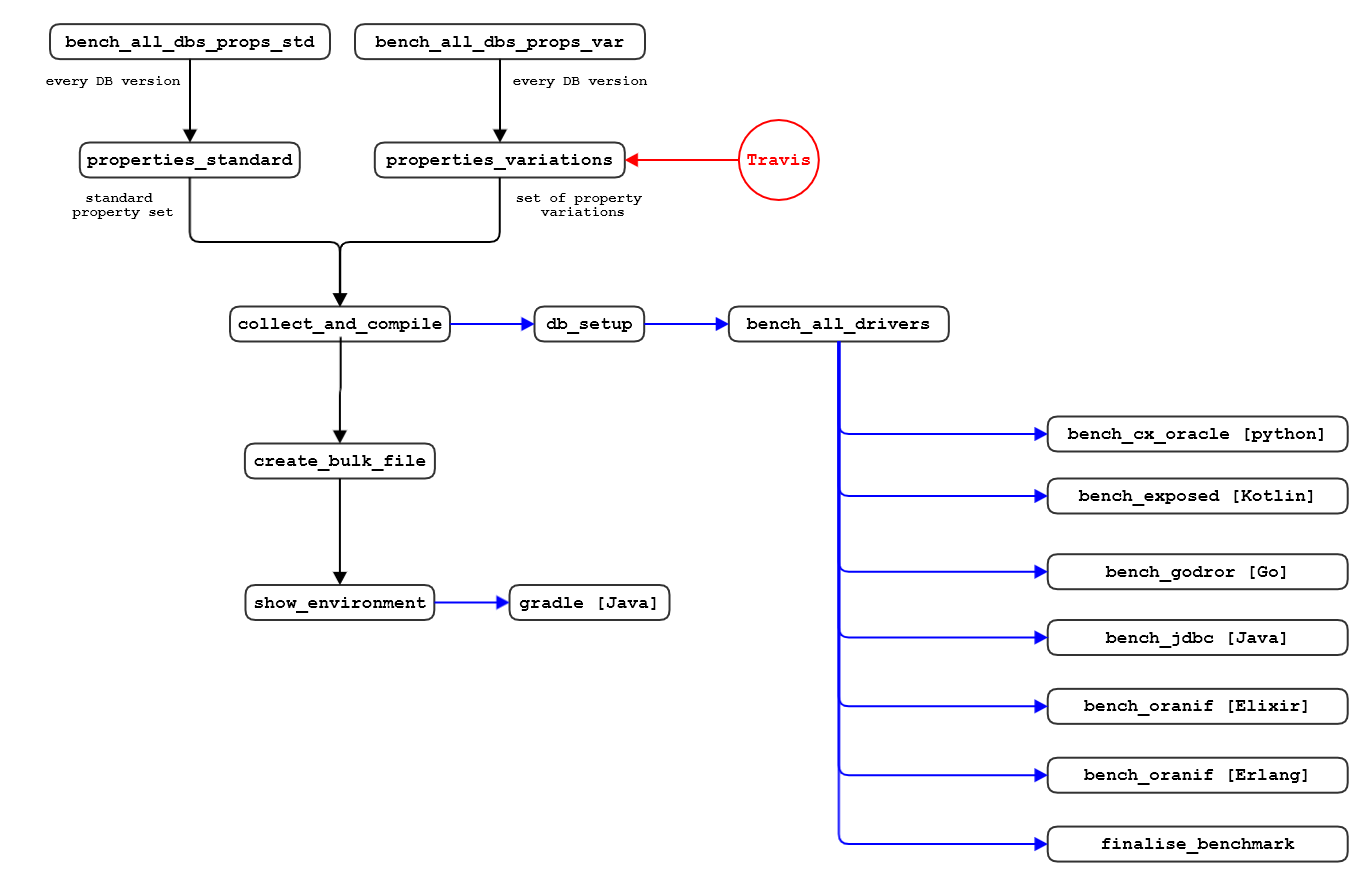 bench_all_dbs_props_std
bench_all_dbs_props_var
every DB version
every DB version
properties_standard
properties_variations
Travis
standard
property set
set of property
variations
collect_and_compile
db_setup
bench_all_drivers
bench_cx_oracle [python]
create_bulk_file
bench_exposed [Kotlin]
bench_godror [Go]
show_environment
gradle [Java]
bench_jdbc [Java]
bench_oranif [Elixir]
bench_oranif [Erlang]
finalise_benchmark